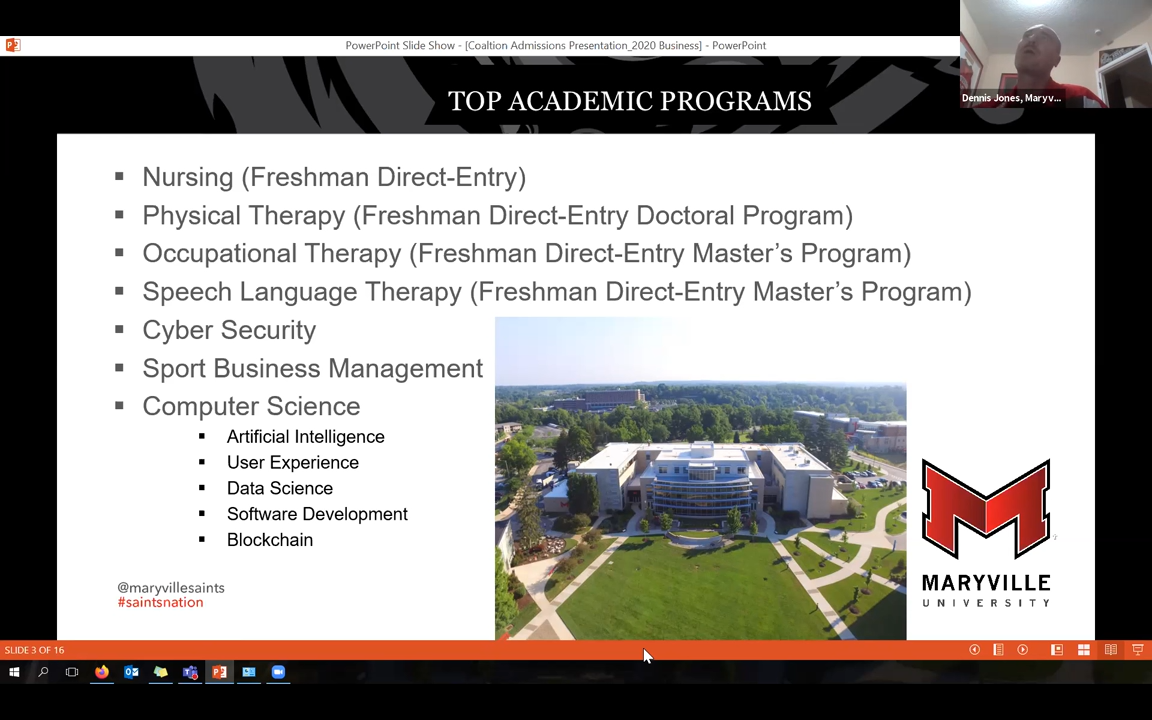 PowerPoint Slide Show - [Coaltion Admissions Presentation_2020 Business] - PowerPoint
Dennis Jones, Maryv...
TOP ACADEMIC PROGRAMS
Nursing (Freshman Direct-Entry)
Physical Therapy (Freshman Direct-Entry Doctoral Program)
Occupational Therapy (Freshman Direct-Entry Master’s Program)
Speech Language Therapy (Freshman Direct-Entry Master’s Program)
Cyber Security
Sport Business Management
Computer Science
Artificial Intelligence
User Experience
Data Science
Software Development
Blockchain
@maryvillesaints
#saintsnation
M
MARYVILLE
UNIVERSITY
SLIDE 3 OF 16